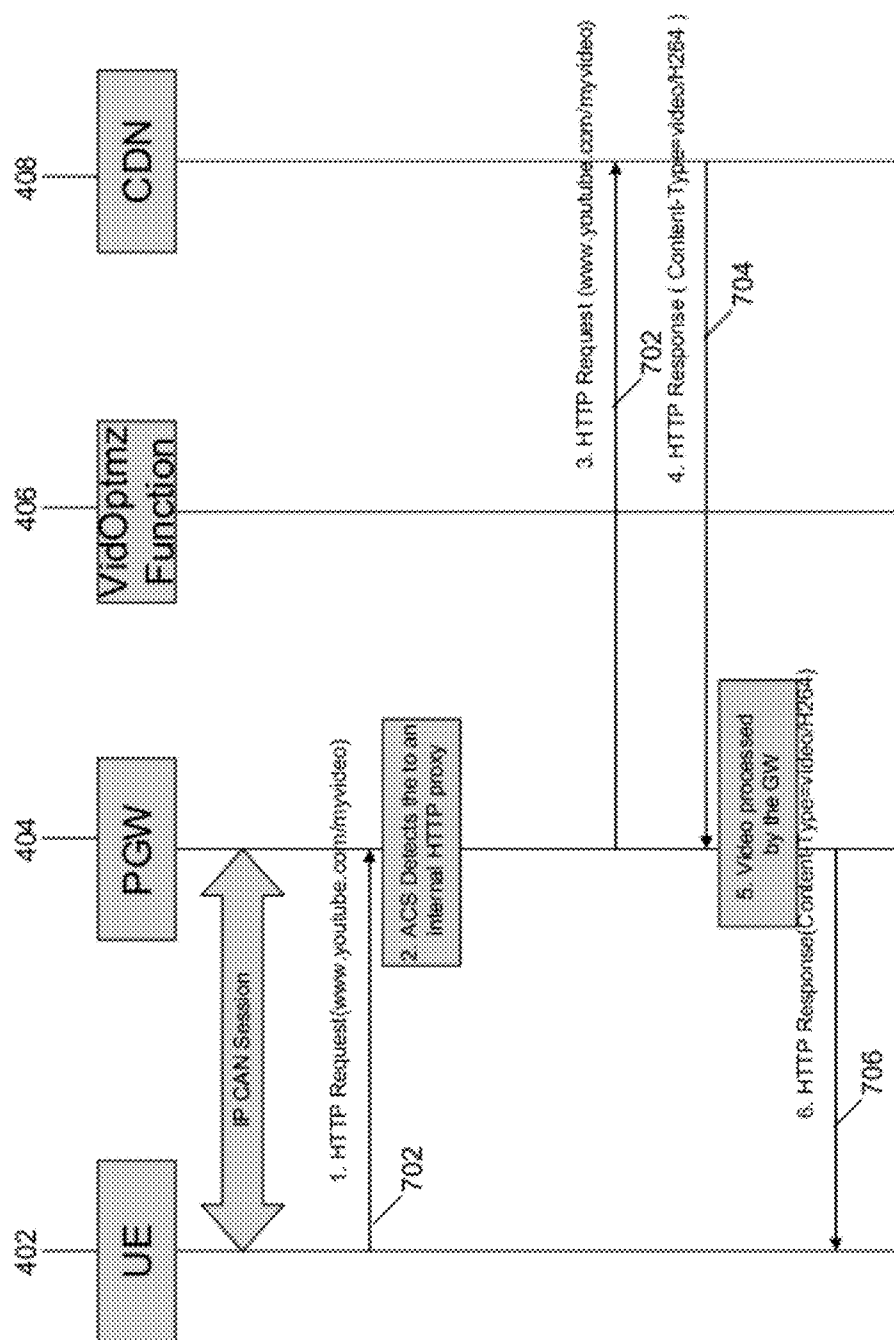 402
404
406
408
UE
PGW
VidOptmz
Function
CDN
IP CAN Session
1. HTTP Request(www.youtube.com/myvideo)
702
2. ACS Detects the to an
internal HTTP proxy
3. HTTP Request (www.youtube.com/myvideo)
702
4. HTTP Response ( Content-Type=video/H264 )
704
5. Video processed
by the GW
6. HTTP Response(Content-Type=video/H264)
706